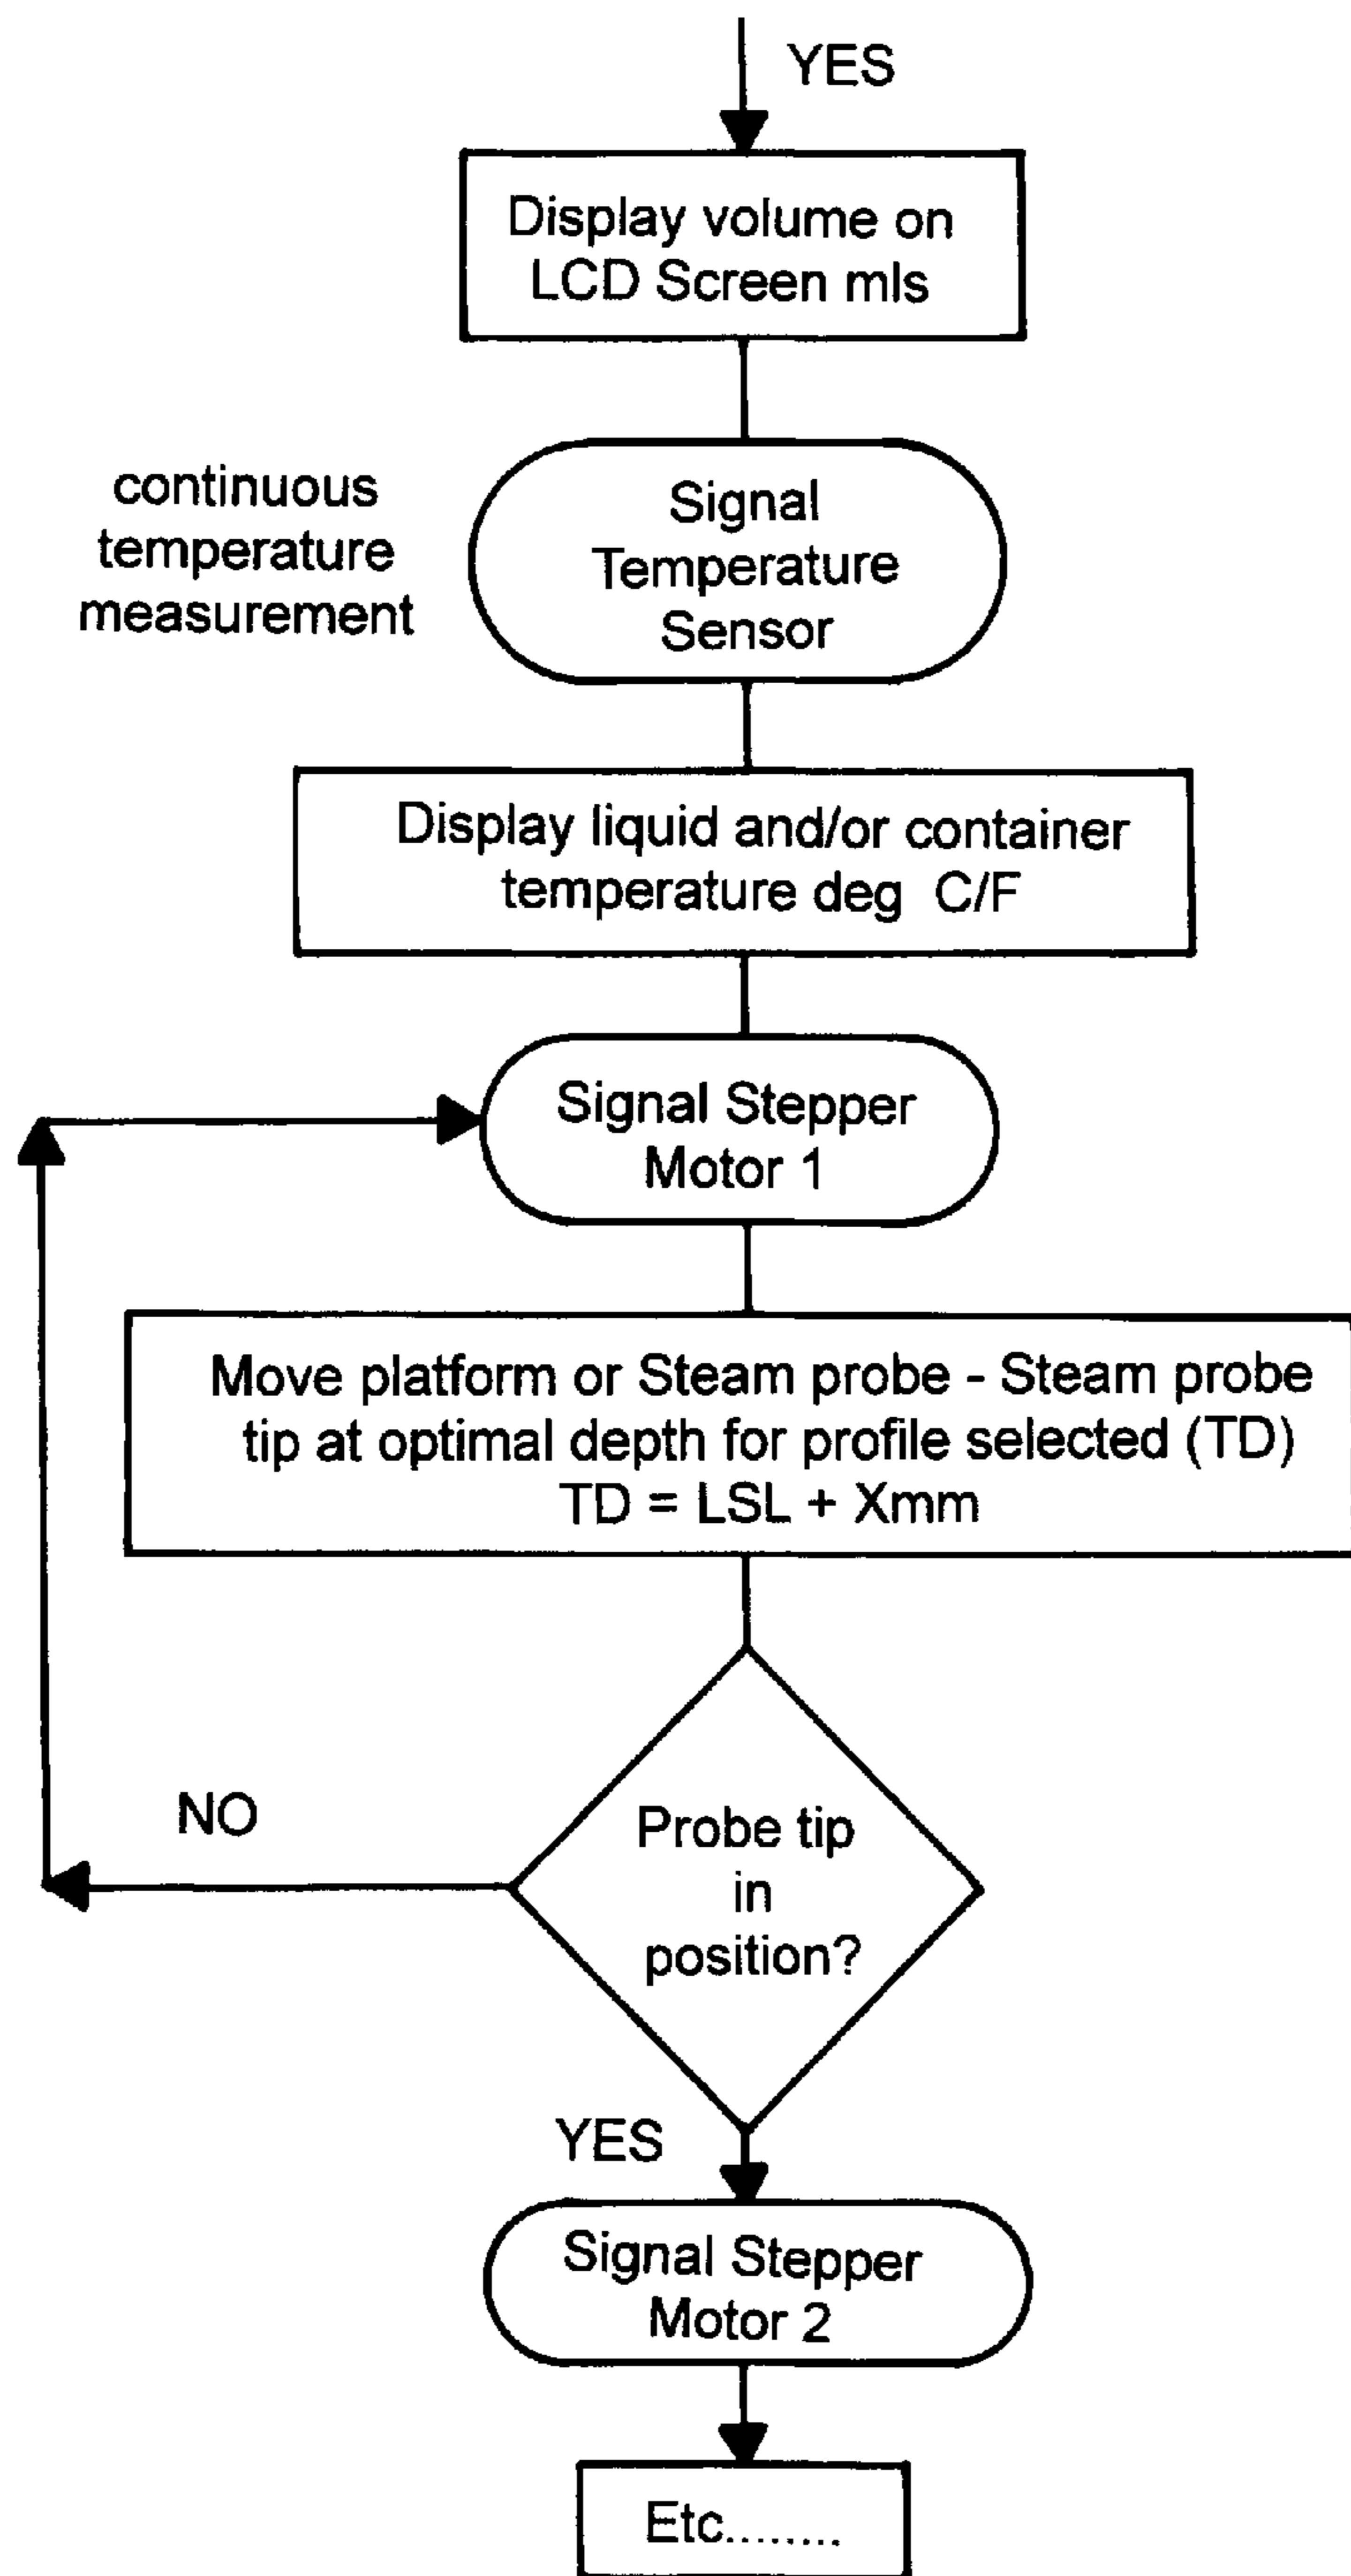 YES
Display volume on
LCD Screen mls
continuous
temperature
measurement
Signal
Temperature
Sensor
Display liquid and/or container
temperature deg C/F
Signal Stepper
Motor 1
Move platform or Steam probe - Steam probe
tip at optimal depth for profile selected (TD)
TD = LSL + Xmm
NO
Probe tip
in
position?
YES
Signal Stepper
Motor 2
Etc........